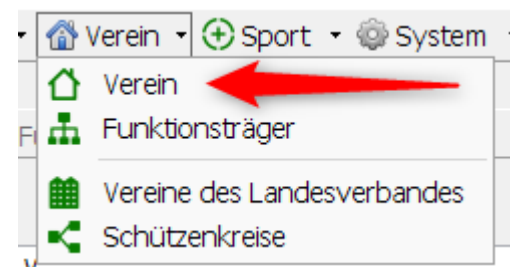 Verein Sport System
Verein
Funktionsträger
Vereine des Landesverbandes
Schützenkreise